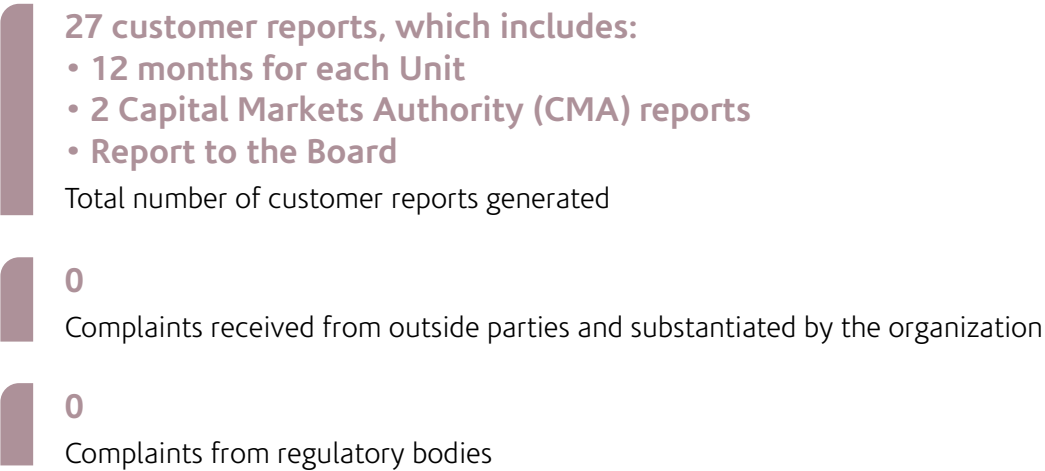 27 customer reports, which includes:
• 12 months for each Unit
• 2 Capital Markets Authority (CMA) reports
• Report to the Board
Total number of customer reports generated
0
Complaints received from outside parties and substantiated by the organization
0
Complaints from regulatory bodies